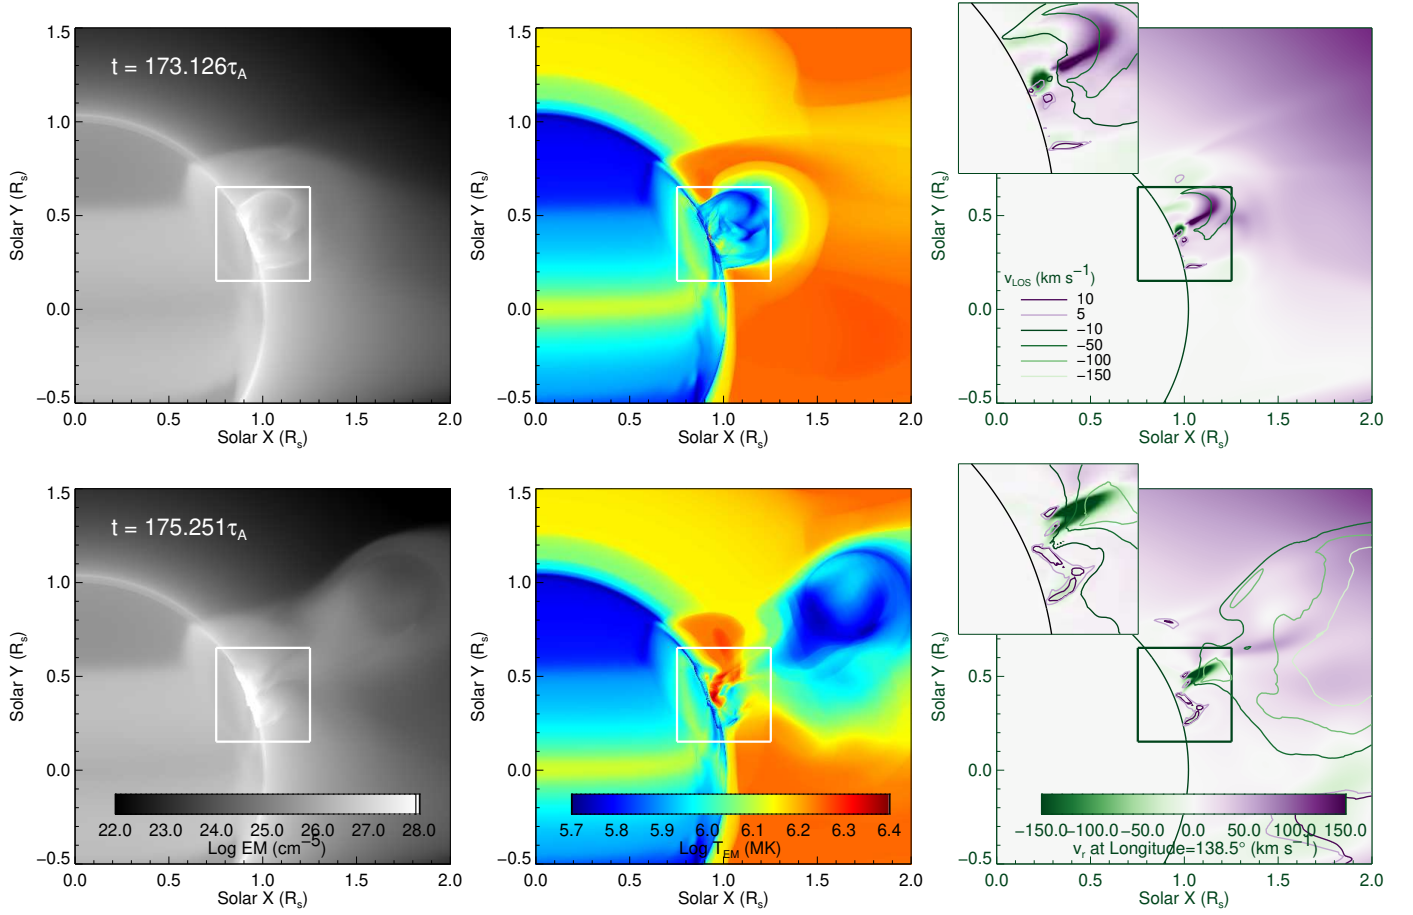 t = 173.126τA
1.5
1.0
0.5
0.0
−0.5
Solar Y (Rs)
0.0 0.5 1.0 1.5 2.0
Solar X (Rs)
1.5
1.0
0.5
0.0
−0.5
Solar Y (Rs)
0.0 0.5 1.0 1.5 2.0
Solar X (Rs)
0.5
0.0
−0.5
Solar Y (Rs)
vLOS (km s−1)
10
5
−10
−50
−100
−150
0.0 0.5 1.0 1.5 2.0
Solar X (Rs)
t = 175.251τA
1.5
1.0
0.5
0.0
−0.5
Solar Y (Rs)
22.0 23.0 24.0 25.0 26.0 27.0 28.0
Log EM (cm−5)
0.0 0.5 1.0 1.5 2.0
Solar X (Rs)
1.5
1.0
0.5
0.0
−0.5
Solar Y (Rs)
5.7 5.8 5.9 6.0 6.1 6.2 6.3 6.4
Log TEM (MK)
0.0 0.5 1.0 1.5 2.0
Solar X (Rs)
0.5
0.0
−0.5
Solar Y (Rs)
−150.0 −100.0 −50.0 0.0 50.0 100.0 150.0
vr at Longitude=138.5° (km s−1)
0.0 0.5 1.0 1.5 2.0
Solar X (Rs)